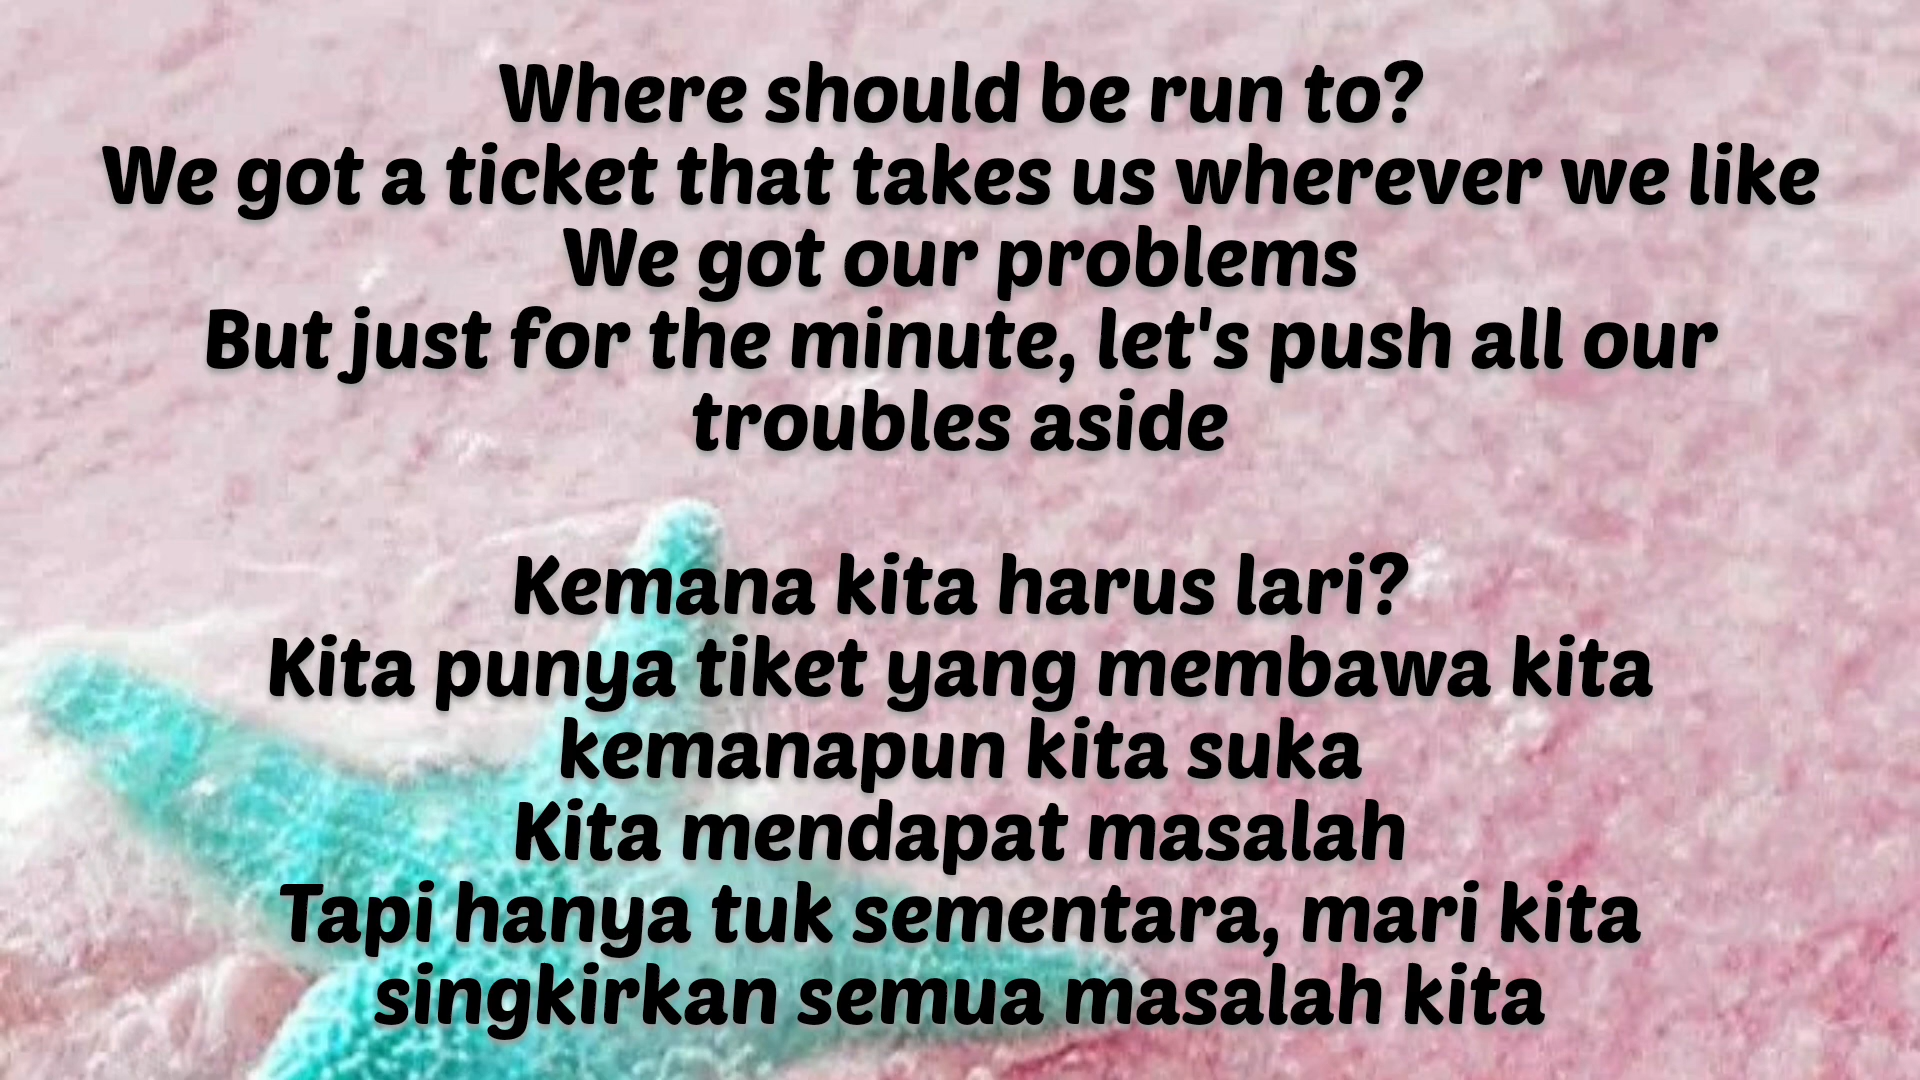 Where should be run to?
We got a ticket that takes us wherever we like
We got our problems
But just for the minute, let's push all our
troubles aside
Kemana kita harus lari?
Kita punya tiket yang membawa kita
kemanapun kita suka
Kita mendapat masalah
Tapi hanya tuk sementara, mari kita
singkirkan semua masalah kita